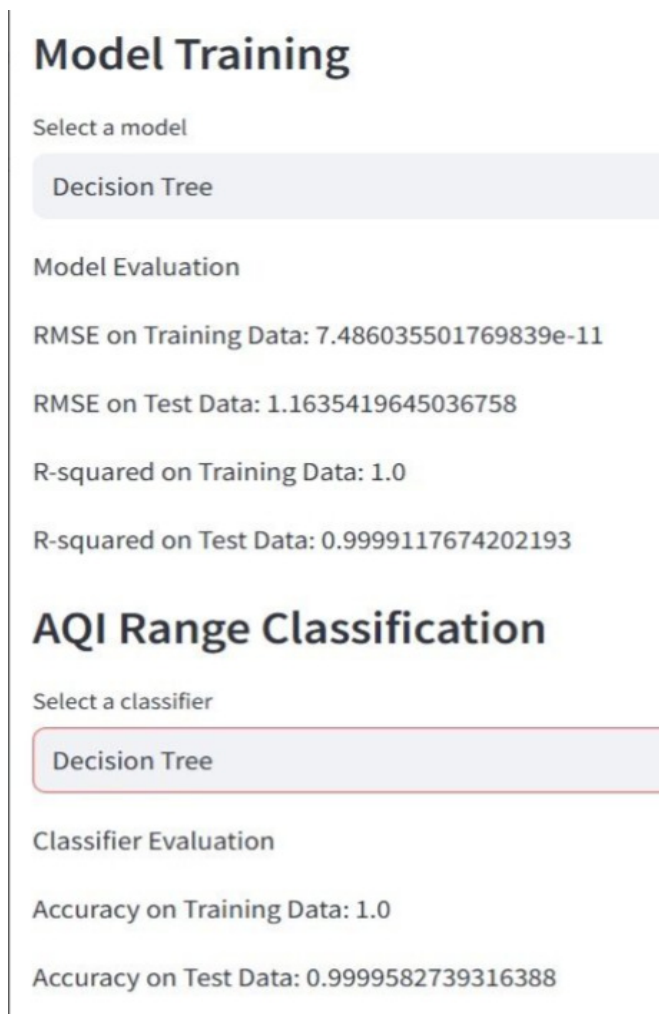 Model Training
Select a model
Decision Tree
Model Evaluation
RMSE on Training Data: 7.486035501769839e-11
RMSE on Test Data: 1.1635419645036758
R-squared on Training Data: 1.0
R-squared on Test Data: 0.9999117674202193
AQI Range Classification
Select a classifier
Decision Tree
Classifier Evaluation
Accuracy on Training Data: 1.0
Accuracy on Test Data: 0.9999582739316388